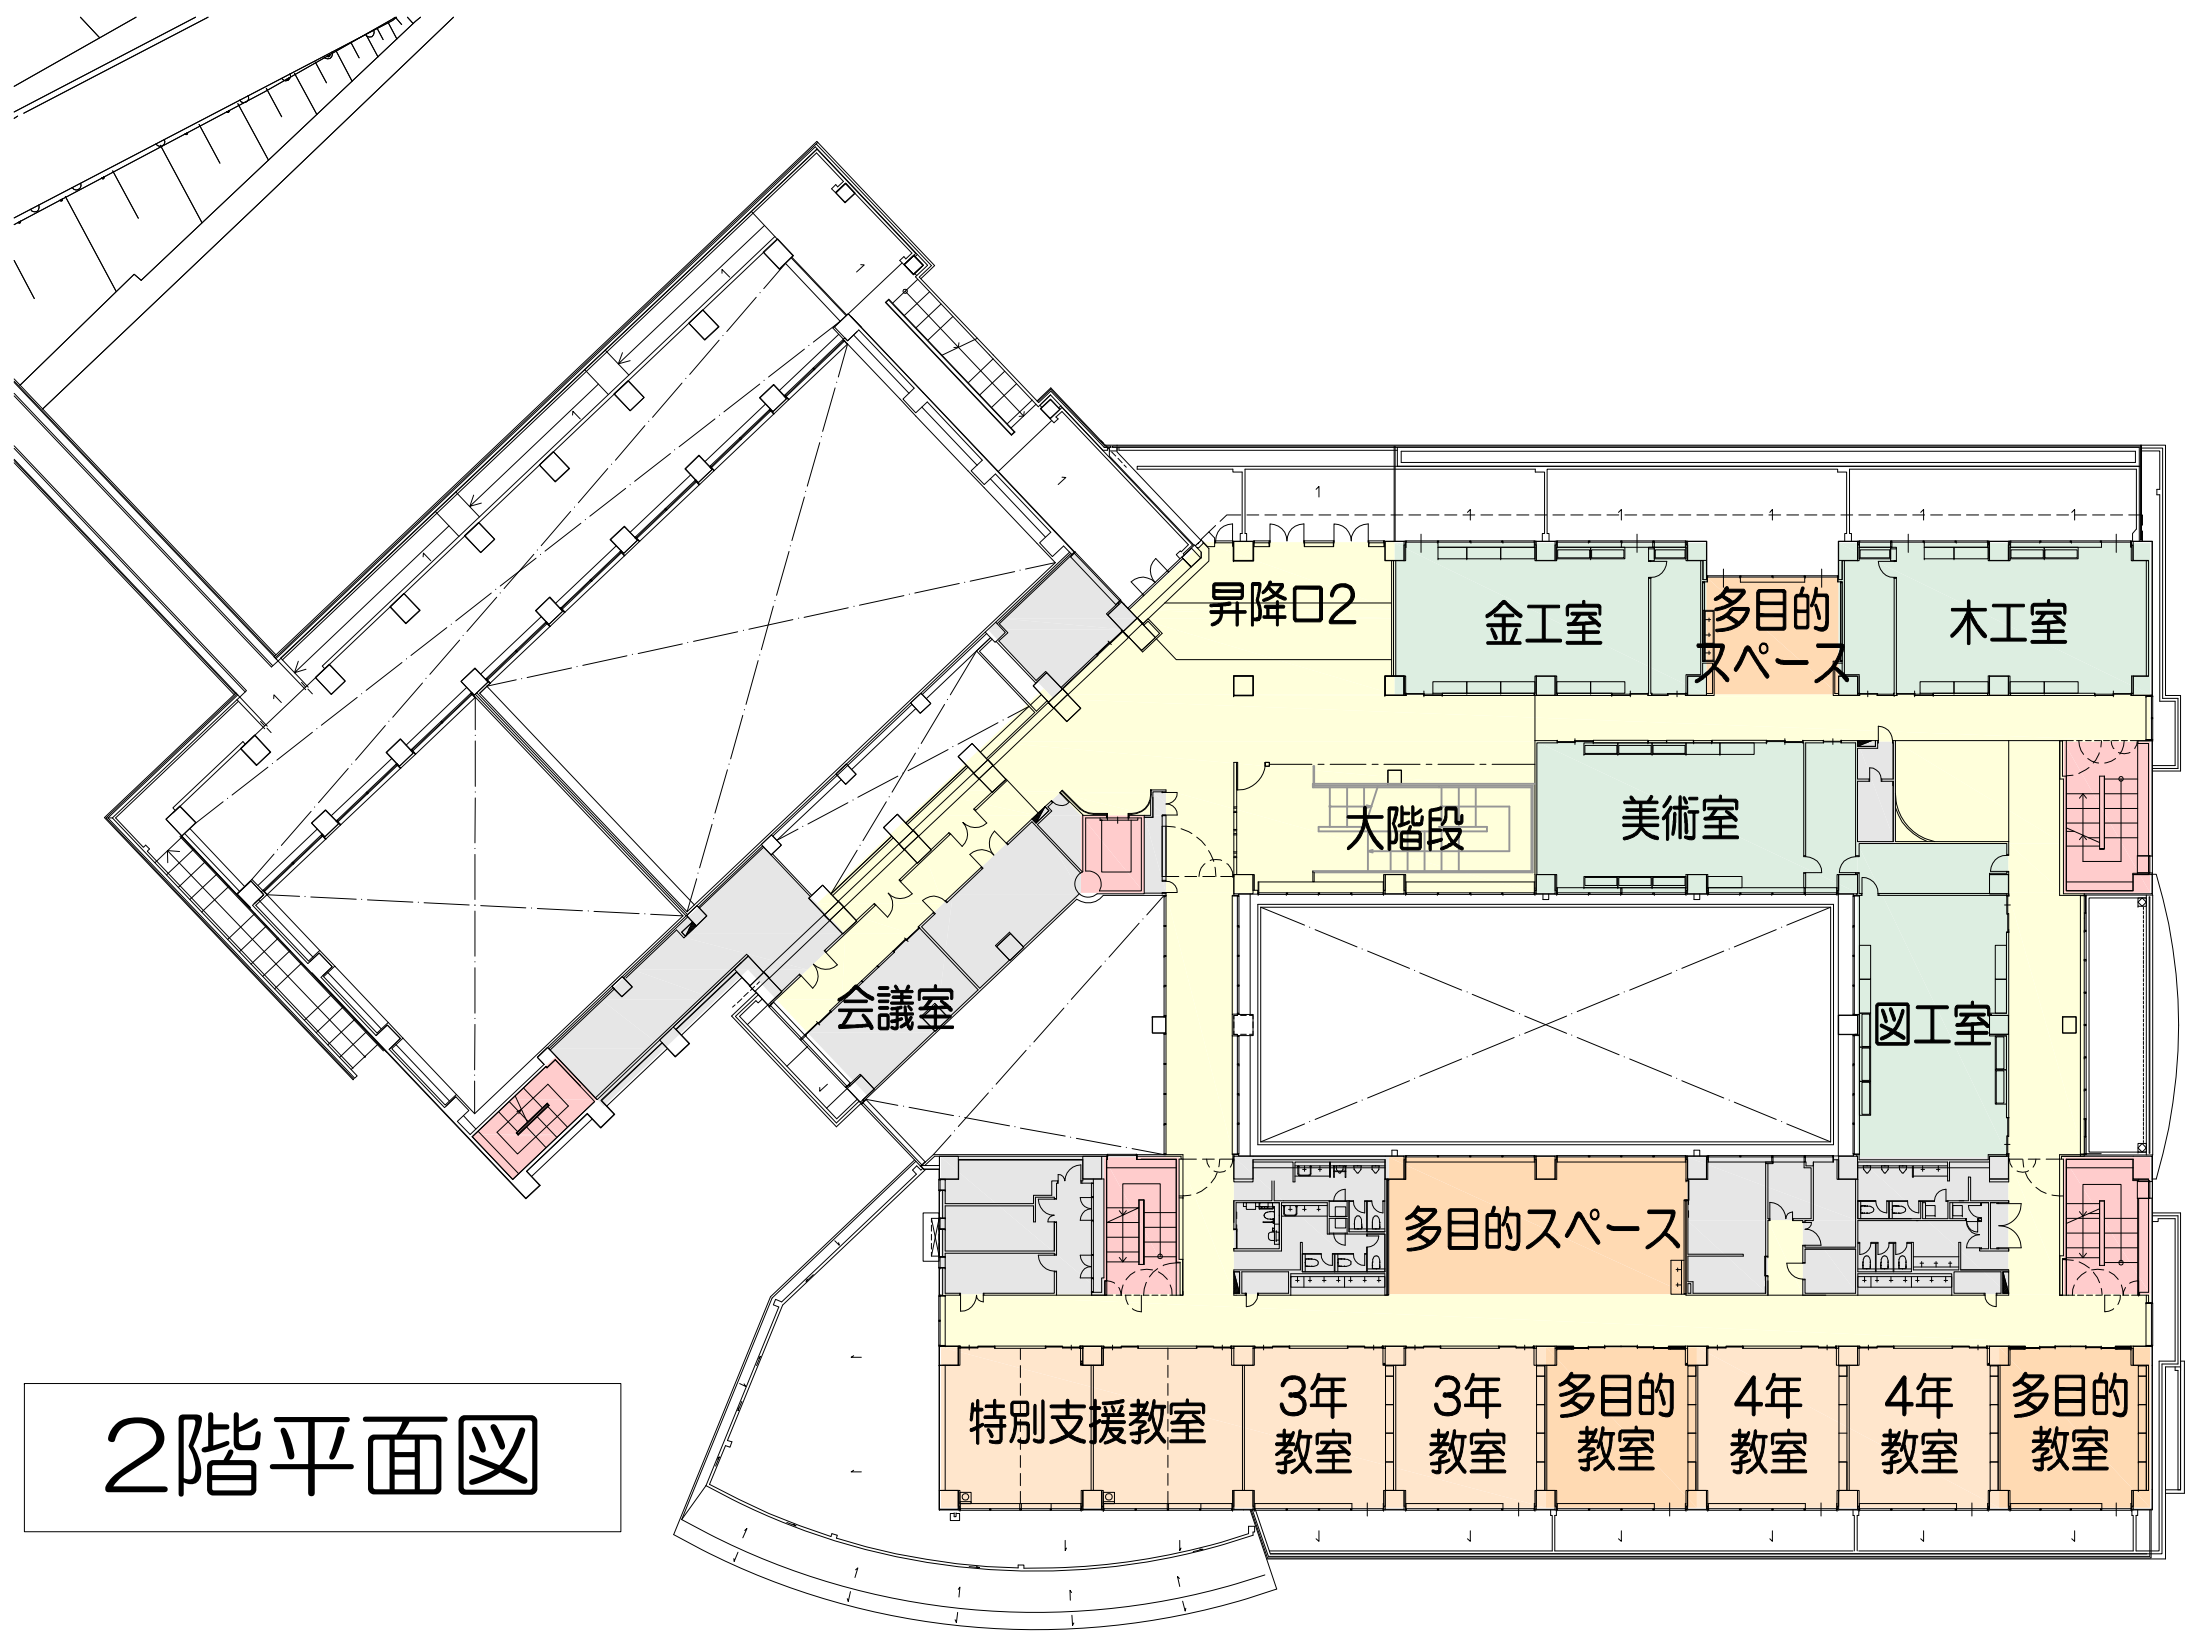 昇降口2
金工室
多目的
スペース
木工室
大階段
美術室
会議室
図工室
多目的スペース
特別支援教室
3年
教室
3年
教室
多目的
教室
4年
教室
4年
教室
多目的
教室
2階平面図